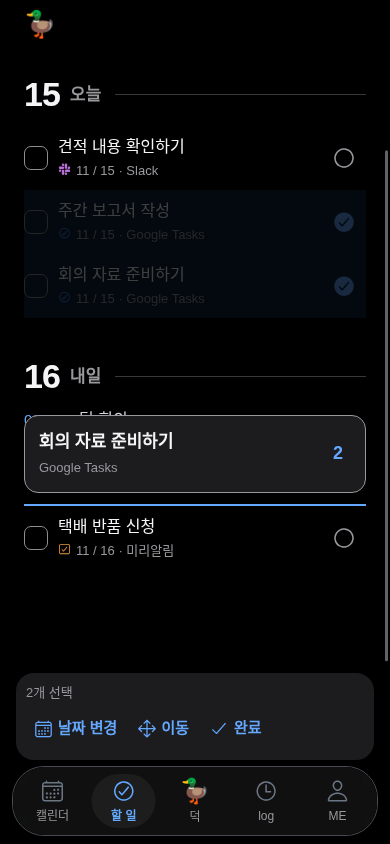 15 오늘
견적 내용 확인하기
11 / 15 · Slack
주간 보고서 작성
11 / 15 · Google Tasks
회의 자료 준비하기
11 / 15 · Google Tasks
16 내일
회의 자료 준비하기
Google Tasks
2
택배 반품 신청
11 / 16 · 미리알림
2개 선택
날짜 변경 이동 완료
캘린더 할 일 덕 log ME